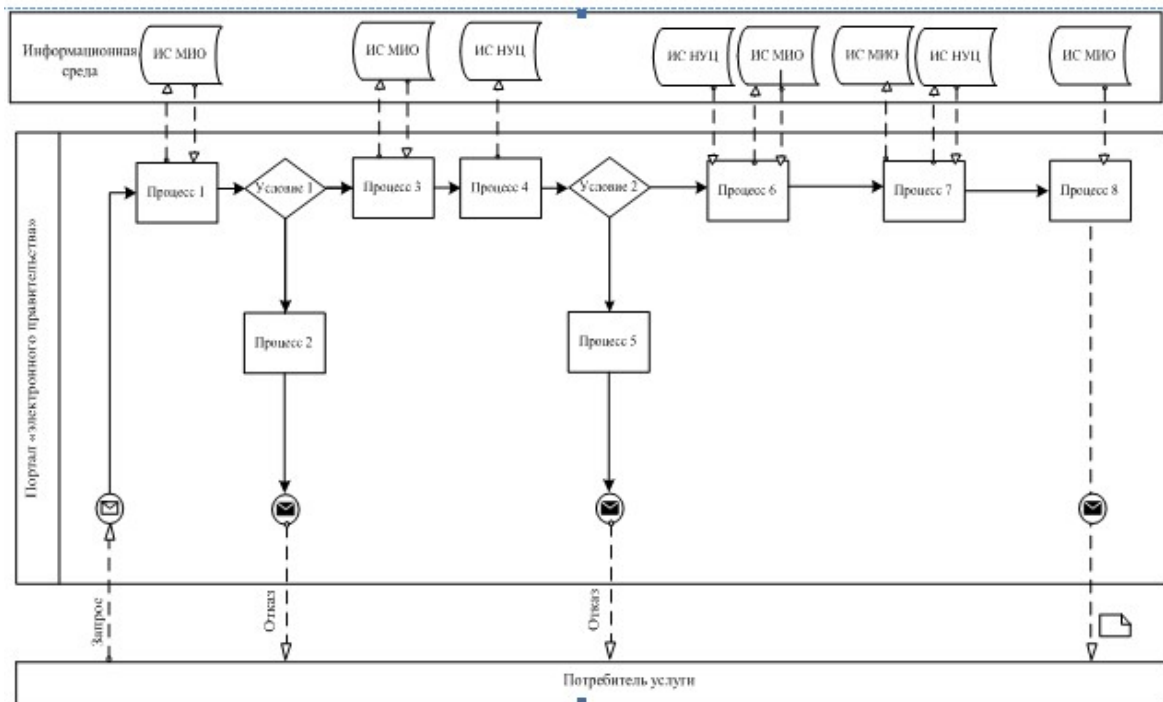 Информационная
среда
ИС МИО
ИС МИО
ИС НУЦ
ИС НУЦ
ИС МИО
ИС МИО
ИС НУЦ
ИС МИО
Портал «электронного правительства»
Процесс 1
Условие 1
Процесс 3
Процесс 4
Условие 2
Процесс 6
Процесс 7
Процесс 8
Процесс 2
Процесс 5
Запрос
Отказ
Отказ
Потребитель услуги